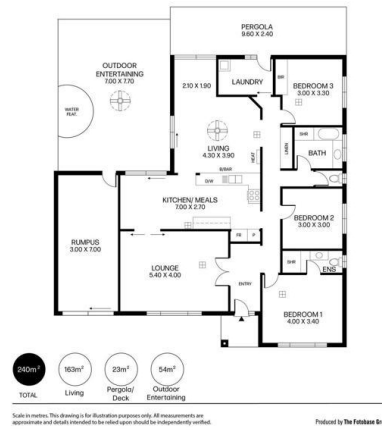 PERGOLA
9.60 X 2.40
OUTDOOR
ENTERTAINING
7.00 X 7.70
2.10 X 1.90
LAUNDRY
BIR
BEDROOM 3
3.00 X 3.30
WATER
FEAT.
LIVING
4.30 X 3.90
HEAT
LINEN
SHR
BATH
B/BAR
D/W
KITCHEN/ MEALS
7.00 X 2.70
BEDROOM 2
3.00 X 3.00
RUMPUS
3.00 X 7.00
FR
P
LOUNGE
5.40 X 4.00
ENTRY
SHR
ENS
BEDROOM 1
4.00 X 3.40
240m²
163m²
23m²
54m²
TOTAL
Living
Pergola/
Deck
Outdoor
Entertaining
Scale in metres. This drawing is for illustration purposes only. All measurements are
approximate and details intended to be relied upon should be independently verified.
Produced by The Fotobase Gr